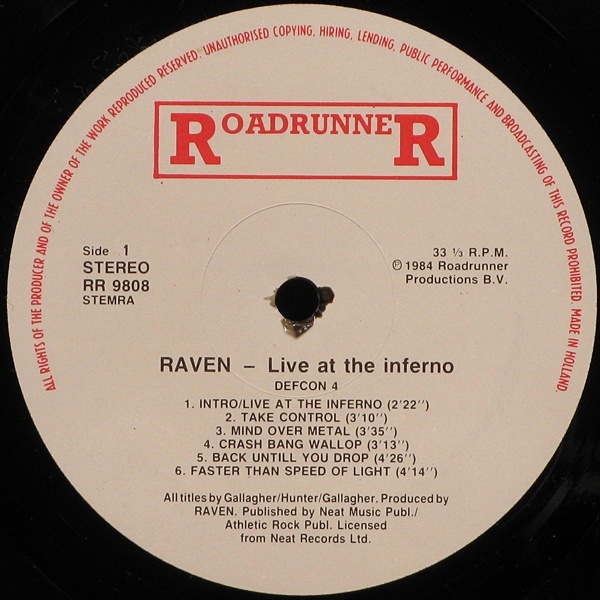 ALL RIGHTS OF THE PRODUCER AND OF THE OWNER OF THE WORK REPRODUCED RESERVED. UNAUTHORISED COPYING, HIRING, LENDING, PUBLIC PERFORMANCE AND BROADCASTING OF THIS RECORD PROHIBITED. MADE IN HOLLAND.
ROADRUNNER
Side 1
STEREO
RR 9808
STEMRA
33 ⅓ R.P.M.
℗ 1984 Roadrunner
Productions B.V.
RAVEN – Live at the inferno
DEFCON 4
1. INTRO/LIVE AT THE INFERNO (2'22'')
2. TAKE CONTROL (3'10'')
3. MIND OVER METAL (3'35'')
4. CRASH BANG WALLOP (3'13'')
5. BACK UNTILL YOU DROP (4'26'')
6. FASTER THAN SPEED OF LIGHT (4'14'')
All titles by Gallagher/Hunter/Gallagher. Produced by
RAVEN. Published by Neat Music Publ./
Athletic Rock Publ. Licensed
from Neat Records Ltd.